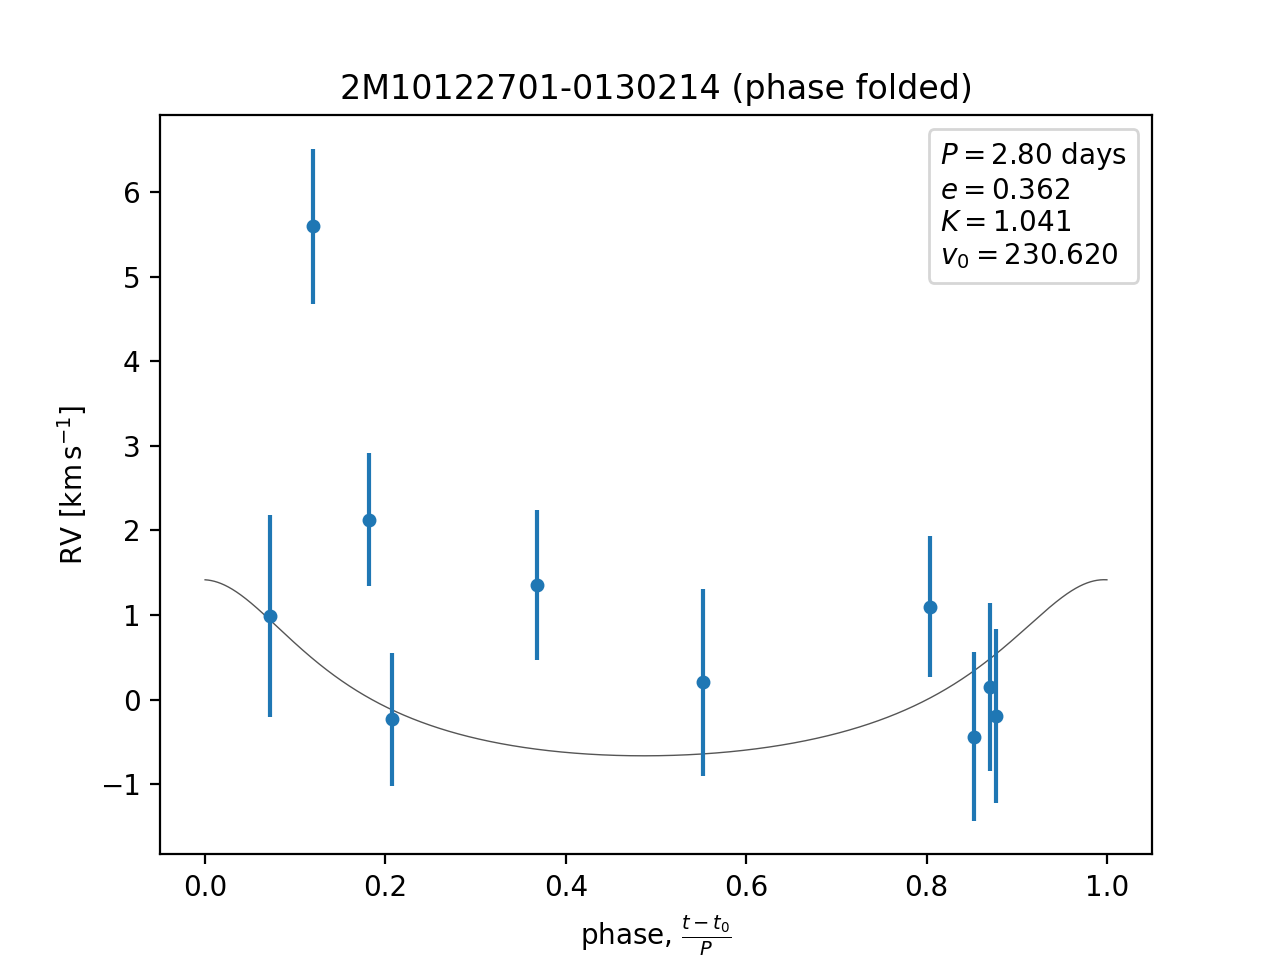 2M10122701-0130214 (phase folded)
P = 2.80 days
e = 0.362
K = 1.041
v₀ = 230.620
6
5
4
3
2
1
0
−1
RV [km s⁻¹]
0.0 0.2 0.4 0.6 0.8 1.0
phase, (t − t₀)/P